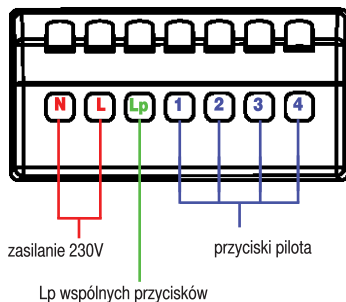 N L Lp 1 2 3 4
zasilanie 230V
przyciski pilota
Lp wspólnych przycisków